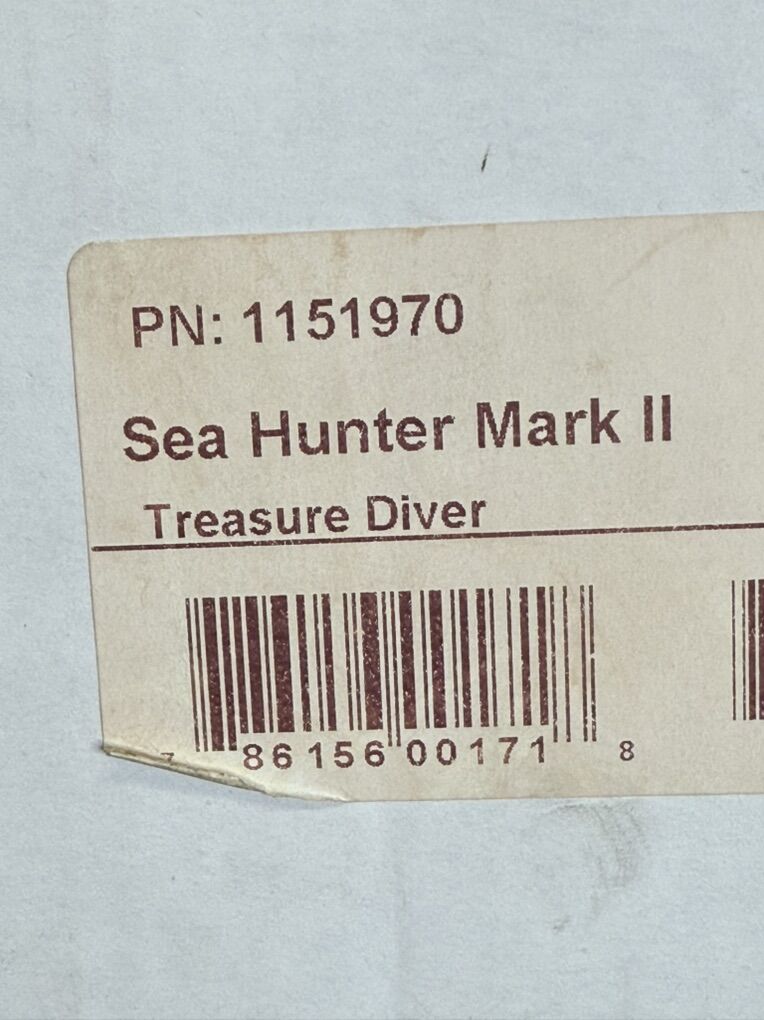 PN: 1151970
Sea Hunter Mark II
Treasure Diver
7 86156 00171 8